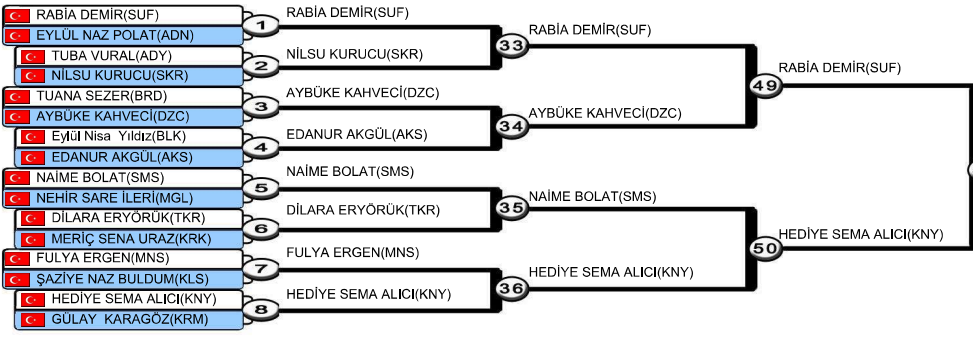 RABİA DEMİR(SUF)
EYLÜL NAZ POLAT(ADN)
TUBA VURAL(ADY)
NİLSU KURUCU(SKR)
TUANA SEZER(BRD)
AYBÜKE KAHVECİ(DZC)
Eylül Nisa Yıldız(BLK)
EDANUR AKGÜL(AKS)
NAİME BOLAT(SMS)
NEHİR SARE İLERİ(MGL)
DİLARA ERYÖRÜK(TKR)
MERİÇ SENA URAZ(KRK)
FULYA ERGEN(MNS)
ŞAZİYE NAZ BULDUM(KLS)
HEDİYE SEMA ALICI(KNY)
GÜLAY KARAGÖZ(KRM)
1
RABİA DEMİR(SUF)
2
NİLSU KURUCU(SKR)
3
AYBÜKE KAHVECİ(DZC)
4
EDANUR AKGÜL(AKS)
5
NAİME BOLAT(SMS)
6
DİLARA ERYÖRÜK(TKR)
7
FULYA ERGEN(MNS)
8
HEDİYE SEMA ALICI(KNY)
33
RABİA DEMİR(SUF)
34
AYBÜKE KAHVECİ(DZC)
35
NAİME BOLAT(SMS)
36
HEDİYE SEMA ALICI(KNY)
49
RABİA DEMİR(SUF)
50
HEDİYE SEMA ALICI(KNY)